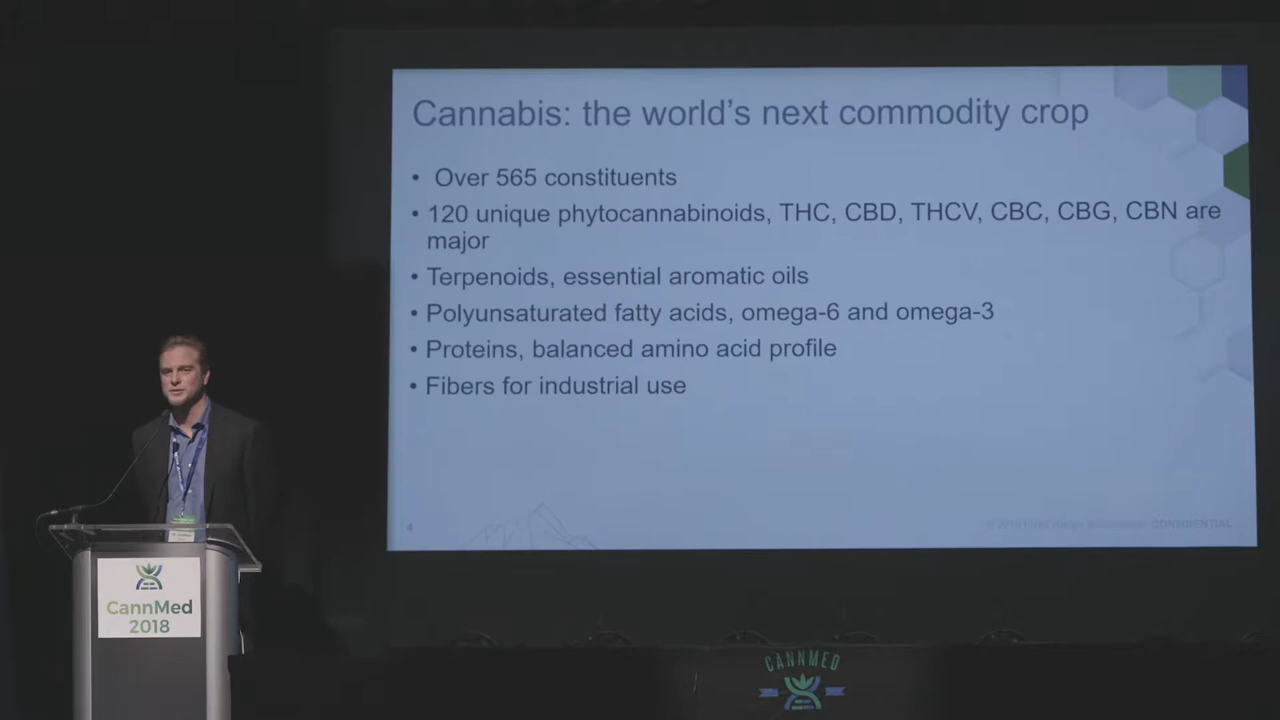 Cannabis: the world's next commodity crop
• Over 565 constituents
• 120 unique phytocannabinoids, THC, CBD, THCV, CBC, CBG, CBN are
major
• Terpenoids, essential aromatic oils
• Polyunsaturated fatty acids, omega-6 and omega-3
• Proteins, balanced amino acid profile
• Fibers for industrial use
4
CONFIDENTIAL
CannMed
2018
CANNMED